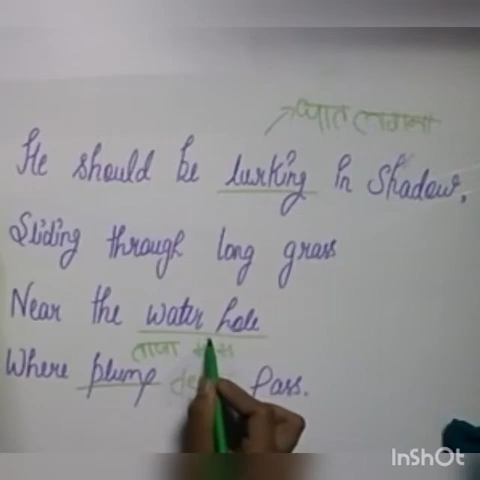 घात लगाना
He should be lurking in Shadow,
Sliding through long grass
Near the water hole
ताजा
Where plump Pass.
InShOt